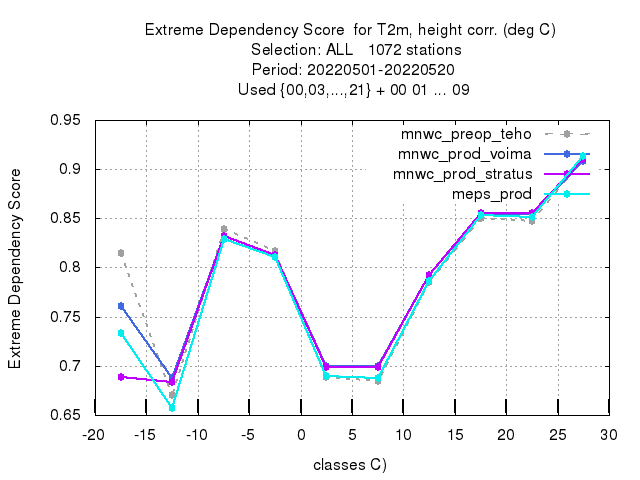 Extreme Dependency Score  for T2m, height corr. (deg C)
Selection: ALL   1072 stations
Period: 20220501-20220520
Used {00,03,...,21} + 00 01 ... 09
mnwc_preop_teho
mnwc_prod_voima
mnwc_prod_stratus
meps_prod
Extreme Dependency Score
0.95
0.9
0.85
0.8
0.75
0.7
0.65
-20 -15 -10 -5 0 5 10 15 20 25 30
classes C)